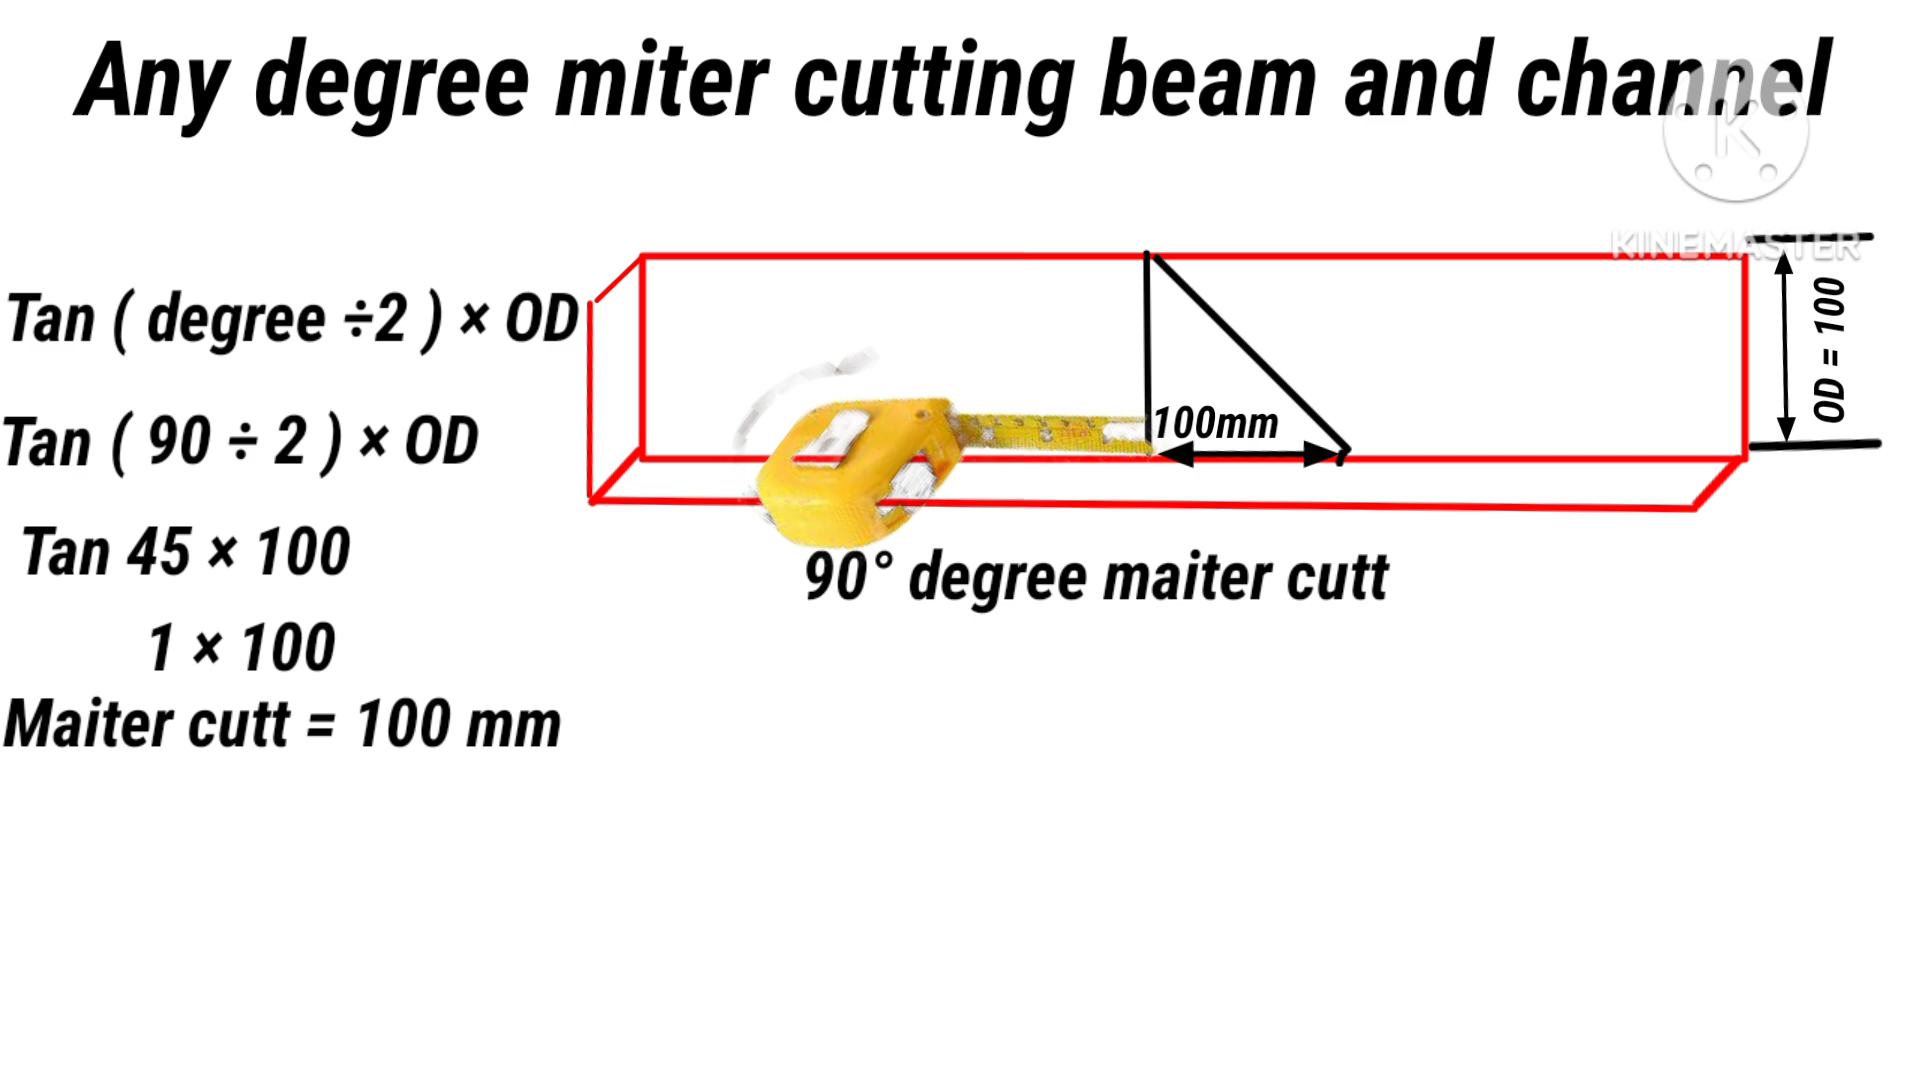 Any degree miter cutting beam and channel
K
KINEMASTER
Tan ( degree ÷2 ) × OD
OD = 100
Tan ( 90 ÷ 2 ) × OD
100mm
Tan 45 × 100
90° degree maiter cutt
1 × 100
Maiter cutt = 100 mm